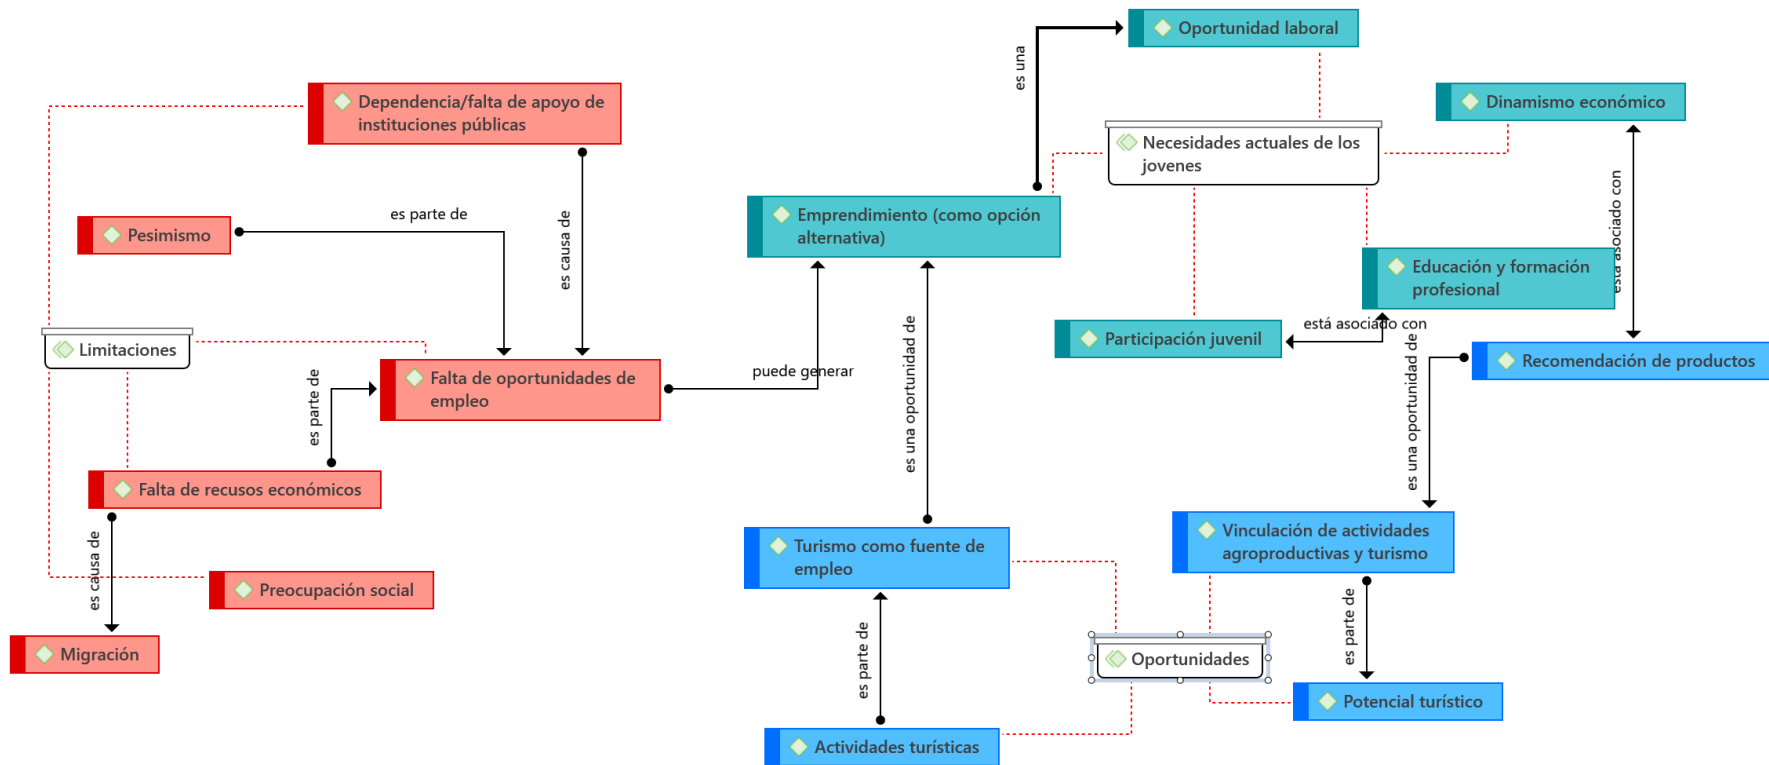 Oportunidad laboral
es una
Dependencia/falta de apoyo de
instituciones públicas
Dinamismo económico
Necesidades actuales de los
jovenes
es parte de
Pesimismo
es causa de
Emprendimiento (como opción
alternativa)
está asociado con
Educación y formación
profesional
Participación juvenil
está asociado con
Limitaciones
Falta de oportunidades de
empleo
puede generar
es una oportunidad de
es una oportunidad de
Recomendación de productos
es parte de
Falta de recusos económicos
es causa de
Turismo como fuente de
empleo
Vinculación de actividades
agroproductivas y turismo
Preocupación social
Migración
es parte de
Oportunidades
es parte de
Potencial turístico
Actividades turísticas